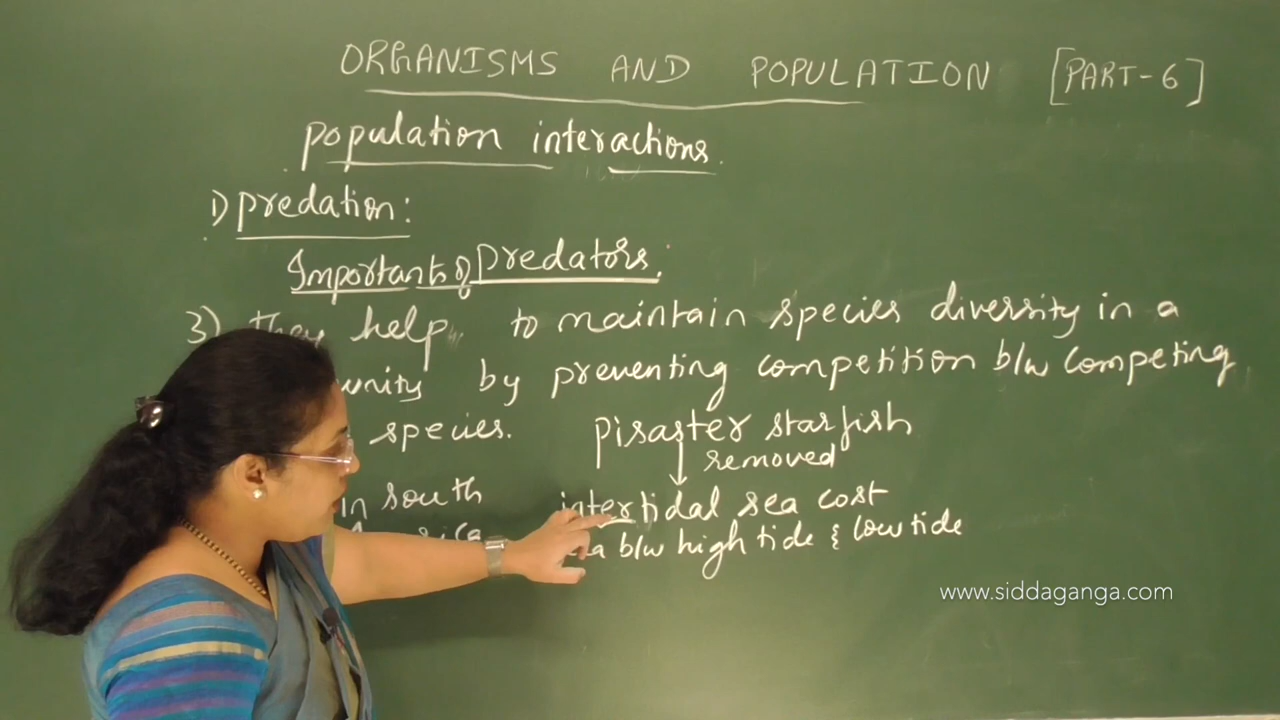 ORGANISMS AND POPULATION [PART-6]
population interactions.
1) predation:
Importants of predators.
3) they help to maintain species diversity in a
unity by preventing competition b/w competing
species. pisaster starfish
removed
in south intertidal sea cost
b/w high tide & low tide
www.siddaganga.com